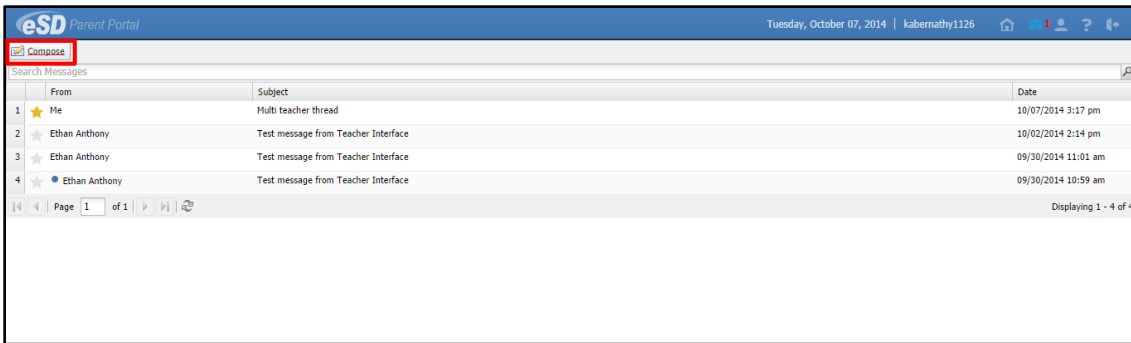 eSD Parent Portal Tuesday, October 07, 2014 | kabernathy1126 1 ?
Compose
Search Messages
From Subject Date
1 Me Multi teacher thread 10/07/2014 3:17 pm
2 Ethan Anthony Test message from Teacher Interface 10/02/2014 2:14 pm
3 Ethan Anthony Test message from Teacher Interface 09/30/2014 11:01 am
4 Ethan Anthony Test message from Teacher Interface 09/30/2014 10:59 am
Page 1 of 1 Displaying 1 - 4 of 4